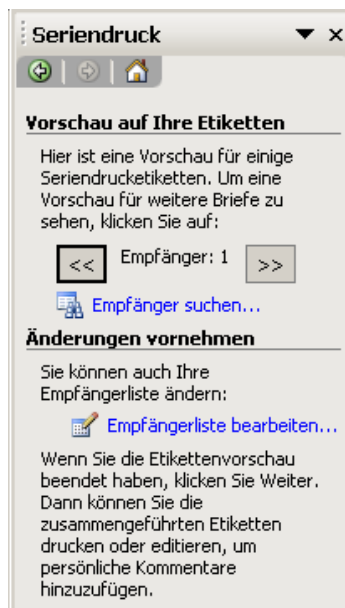 Seriendruck
Vorschau auf Ihre Etiketten
Hier ist eine Vorschau für einige
Seriendrucketiketten. Um eine
Vorschau für weitere Briefe zu
sehen, klicken Sie auf:
<< Empfänger: 1 >>
Empfänger suchen...
Änderungen vornehmen
Sie können auch Ihre
Empfängerliste ändern:
Empfängerliste bearbeiten...
Wenn Sie die Etikettenvorschau
beendet haben, klicken Sie Weiter.
Dann können Sie die
zusammengeführten Etiketten
drucken oder editieren, um
persönliche Kommentare
hinzuzufügen.